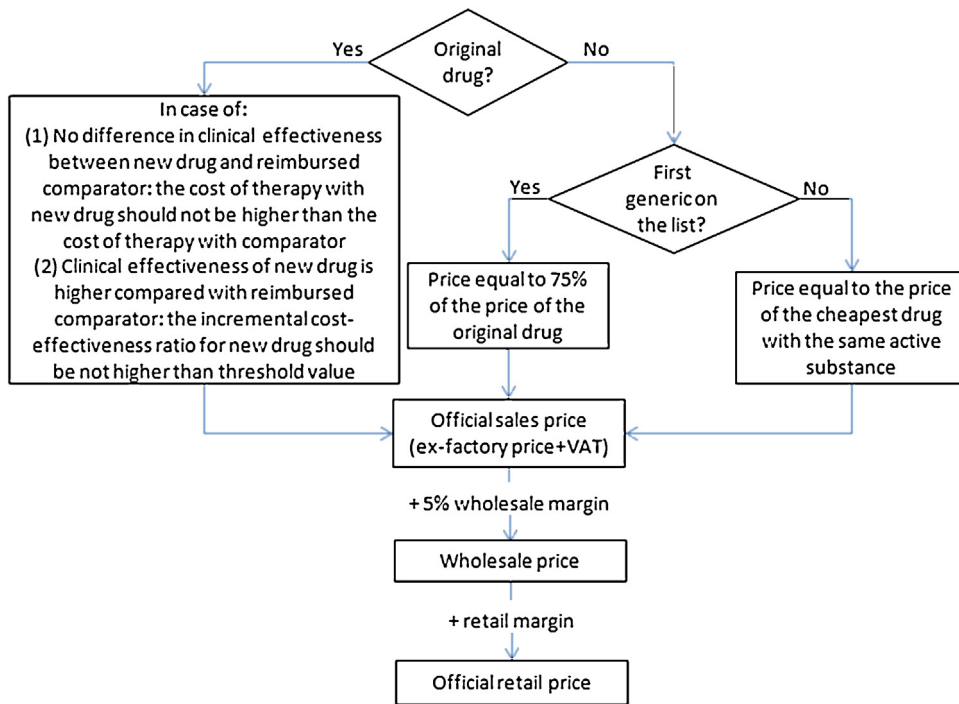 Original
drug?
Yes
No
In case of:
(1) No difference in clinical effectiveness
between new drug and reimbursed
comparator: the cost of therapy with
new drug should not be higher than the
cost of therapy with comparator
(2) Clinical effectiveness of new drug is
higher compared with reimbursed
comparator: the incremental cost-
effectiveness ratio for new drug should
be not higher than threshold value
First
generic on
the list?
Yes
No
Price equal to 75%
of the price of the
original drug
Price equal to the price
of the cheapest drug
with the same active
substance
Official sales price
(ex-factory price+VAT)
+ 5% wholesale margin
Wholesale price
+ retail margin
Official retail price